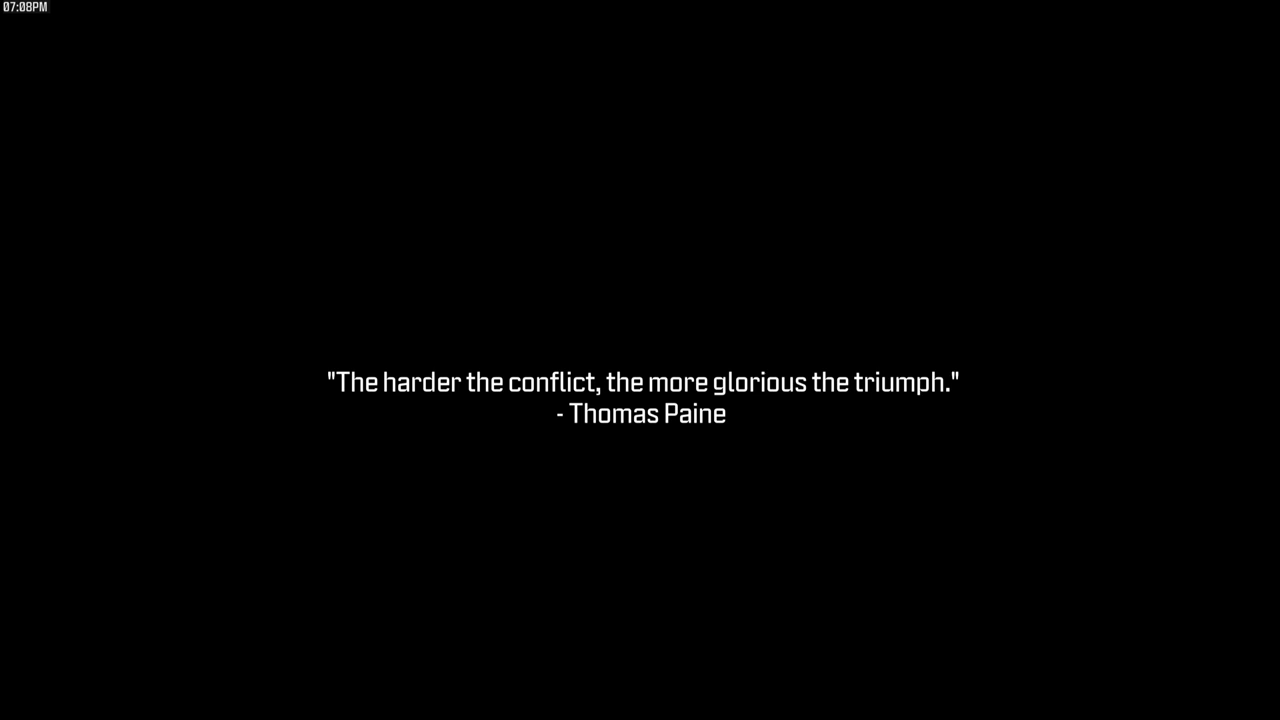 07:08PM
"The harder the conflict, the more glorious the triumph."
- Thomas Paine